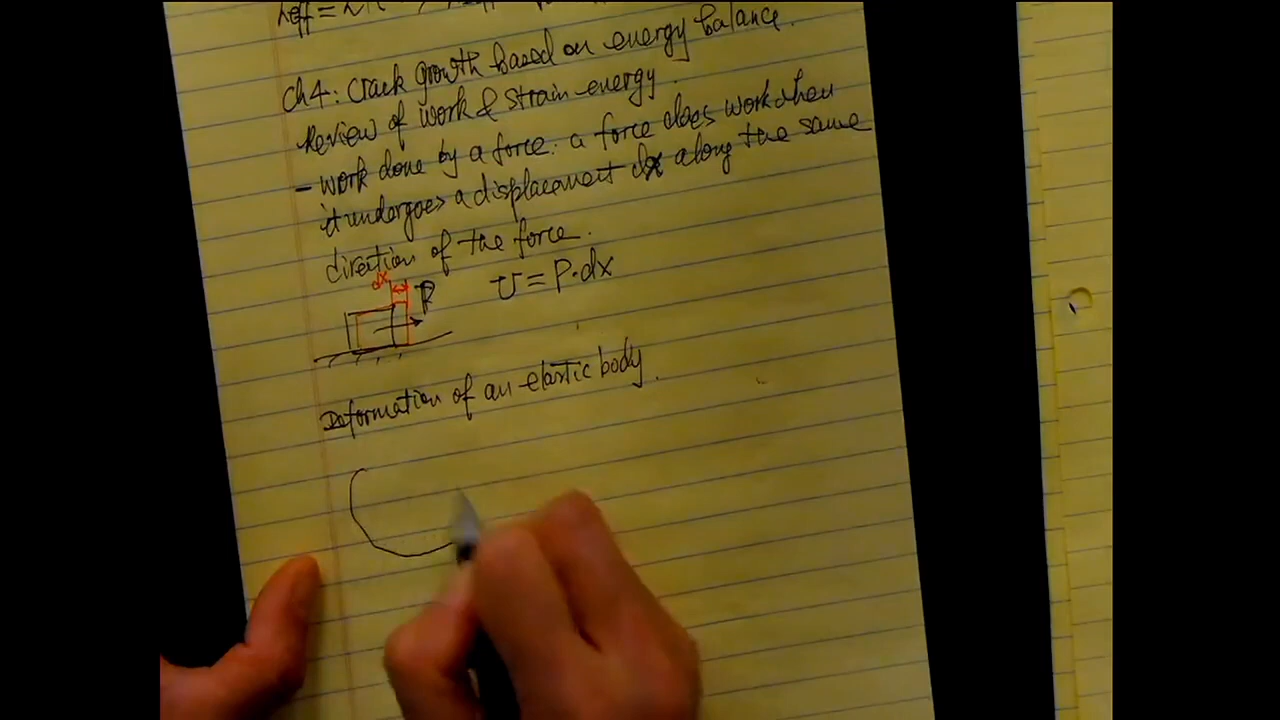 Ch4: Crack growth based on energy balance.
Review of work & strain energy.
- work done by a force: a force does work when
it undergoes a displacement dx along the same
direction of the force.
dx
P
U = P·dx
Deformation of an elastic body.